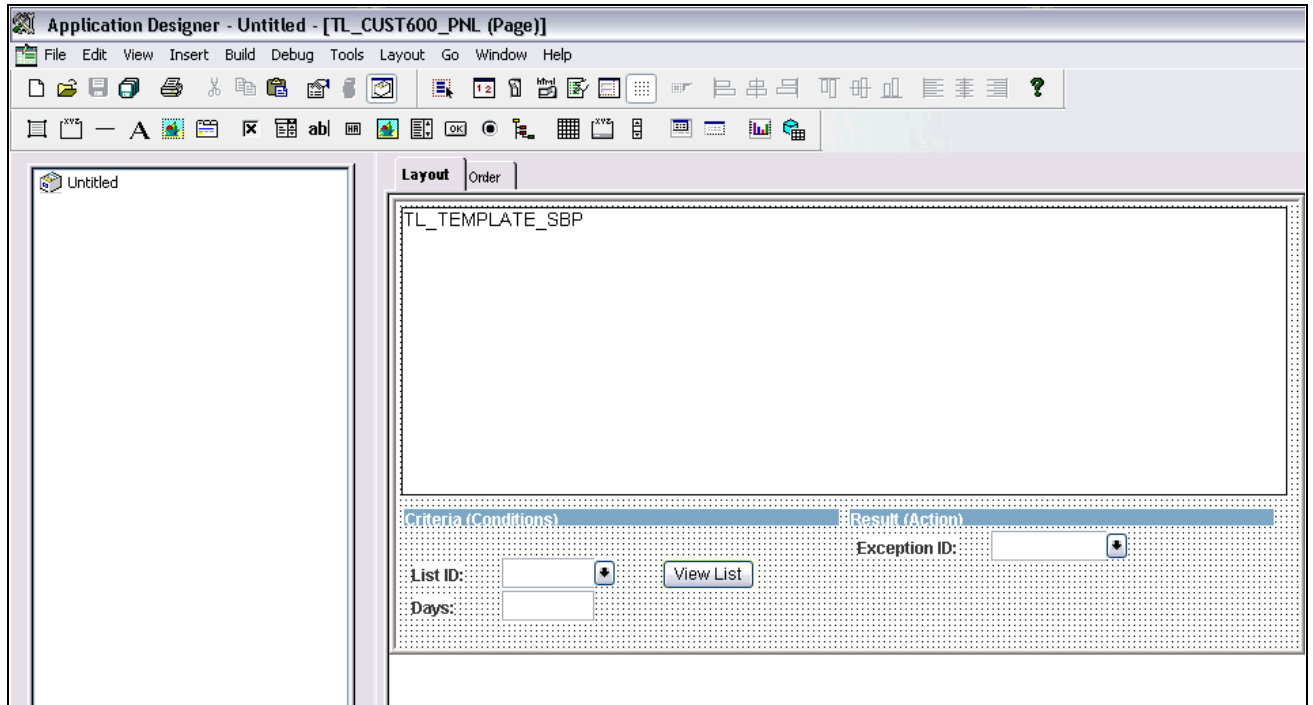 Application Designer - Untitled - [TL_CUST600_PNL (Page)]
File Edit View Insert Build Debug Tools Layout Go Window Help
Untitled
Layout Order
TL_TEMPLATE_SBP
Criteria (Conditions) Result (Action)
Exception ID:
List ID: View List
Days: